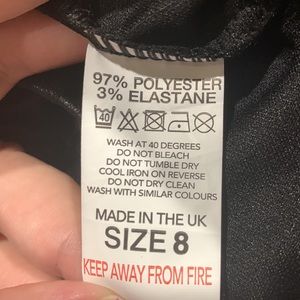 97% POLYESTER
3% ELASTANE
40
WASH AT 40 DEGREES
DO NOT BLEACH
DO NOT TUMBLE DRY
COOL IRON ON REVERSE
DO NOT DRY CLEAN
WASH WITH SIMILAR COLOURS
MADE IN THE UK
SIZE 8
KEEP AWAY FROM FIRE